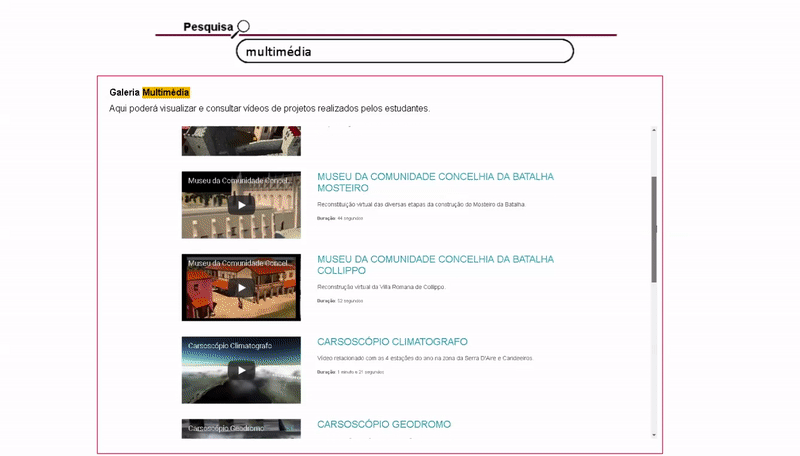 Pesquisa
multimédia
Galeria Multimédia
Aqui poderá visualizar e consultar vídeos de projetos realizados pelos estudantes.
Museu da Comunidade Concel...
MUSEU DA COMUNIDADE CONCELHIA DA BATALHA
MOSTEIRO
Reconstituição virtual das diversas etapas da construção do Mosteiro da Batalha
Duração: 44 segundos
Museu da Comunidade Concel...
MUSEU DA COMUNIDADE CONCELHIA DA BATALHA
COLLIPPO
Reconstrução virtual da Villa Romana de Collippo.
Duração: 52 segundos
Carsoscópio Climatografo
CARSOSCÓPIO CLIMATOGRAFO
Vídeo relacionado com as 4 estações do ano na zona da Serra D'Aire e Candeeiros.
Duração: 1 minuto e 21 segundos
Carsoscópio Geodromo
CARSOSCÓPIO GEODROMO